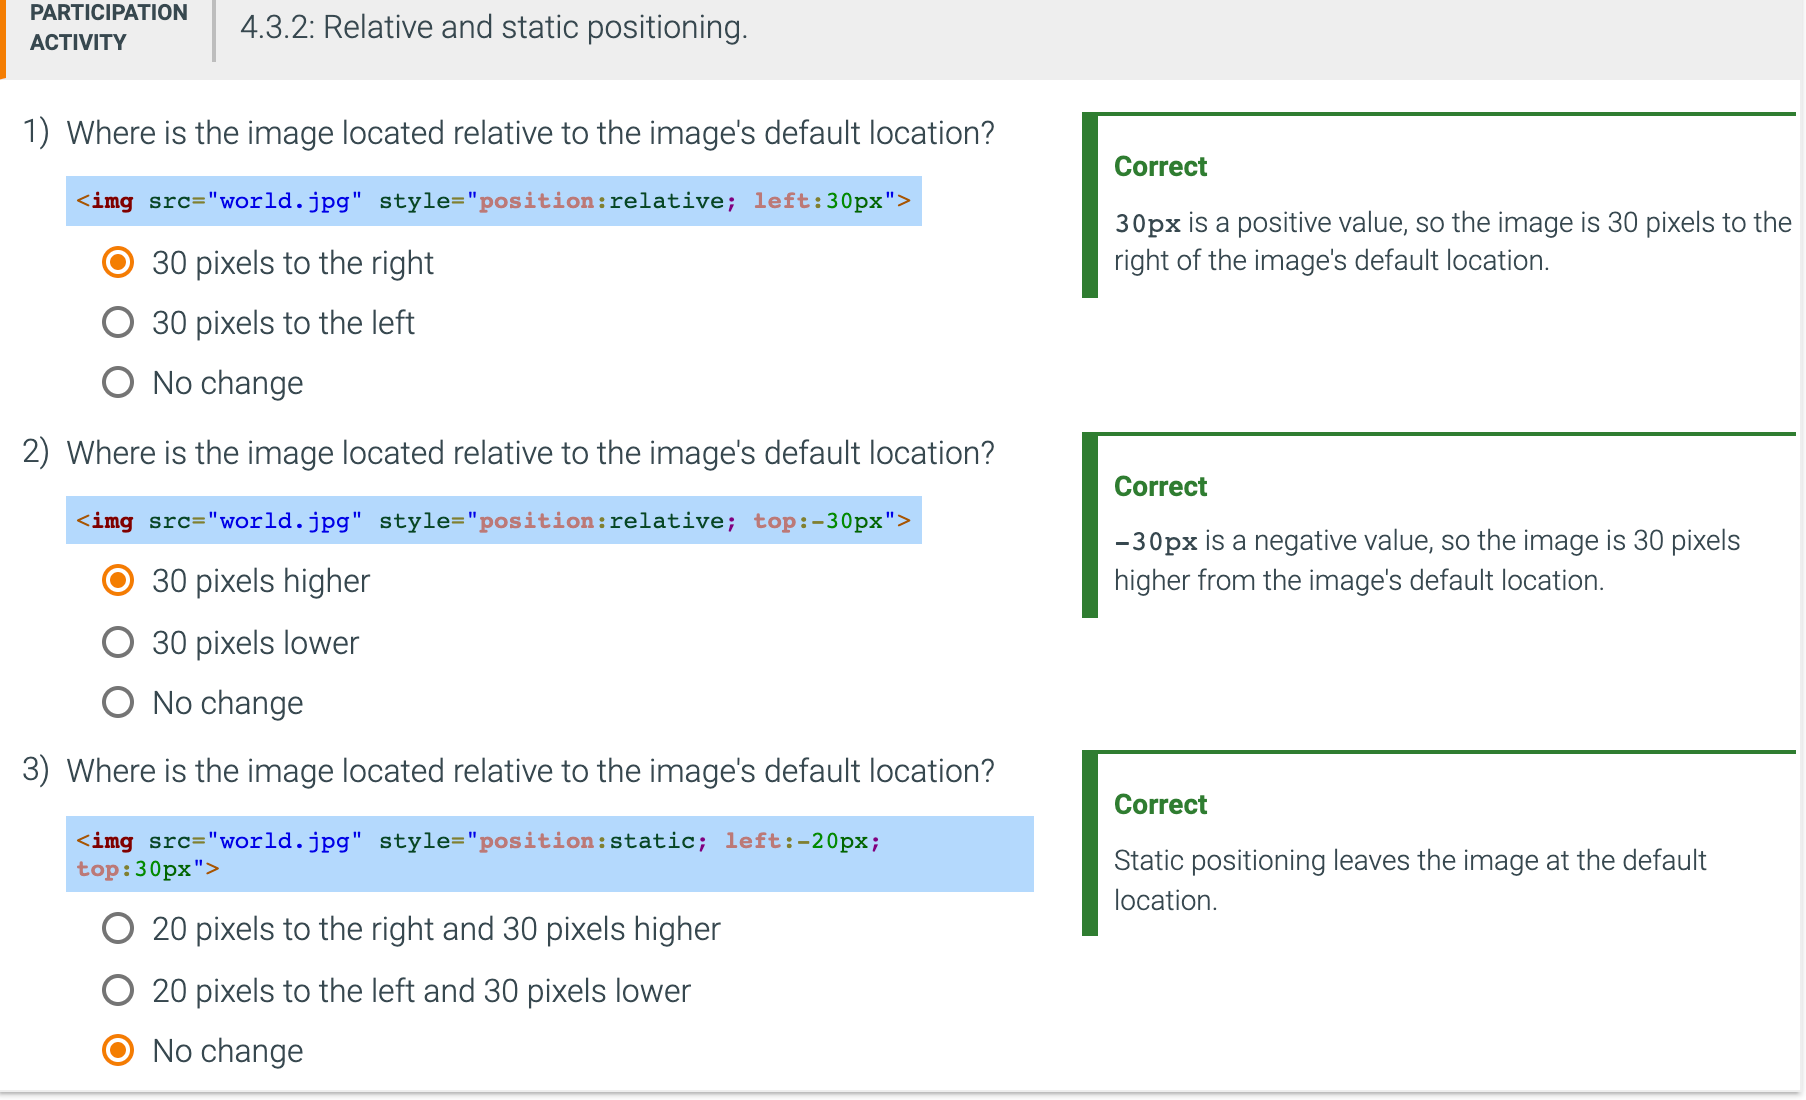 PARTICIPATION
ACTIVITY
4.3.2: Relative and static positioning.
1) Where is the image located relative to the image's default location?
<img src="world.jpg" style="position:relative; left:30px">
30 pixels to the right
30 pixels to the left
No change
Correct
30px is a positive value, so the image is 30 pixels to the
right of the image's default location.
2) Where is the image located relative to the image's default location?
<img src="world.jpg" style="position:relative; top:-30px">
30 pixels higher
30 pixels lower
No change
Correct
-30px is a negative value, so the image is 30 pixels
higher from the image's default location.
3) Where is the image located relative to the image's default location?
<img src="world.jpg" style="position:static; left:-20px;
top:30px">
20 pixels to the right and 30 pixels higher
20 pixels to the left and 30 pixels lower
No change
Correct
Static positioning leaves the image at the default
location.